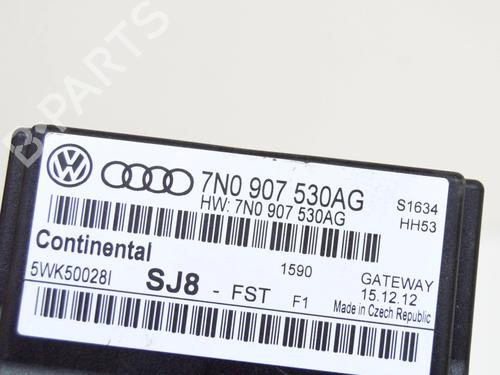 B-PARTS
7N0 907 530AG
HW: 7N0 907 530AG
S1634
HH53
Continental
5WK50028I
SJ8 - FST F1
1590
GATEWAY
15.12.12
Made in Czech Republic